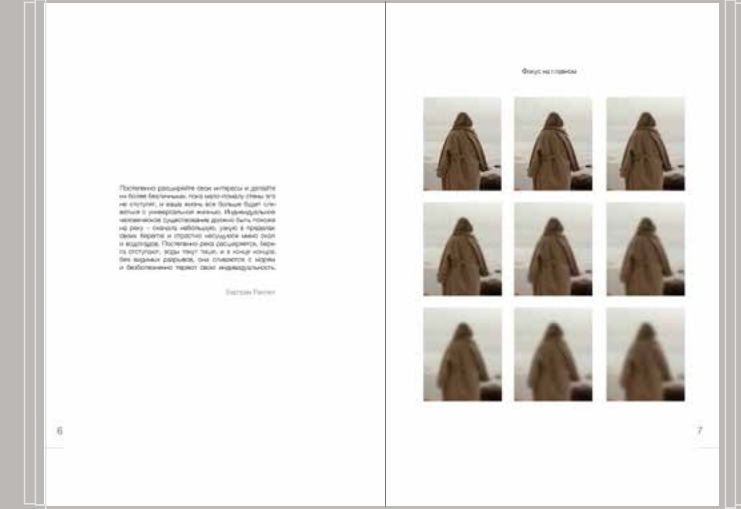 Постепенно расширяйте свои интересы и делайте
их более безличными, пока мало-помалу стены эго
не отступят, и ваша жизнь все больше будет сли-
ваться с универсальной жизнью. Индивидуальное
человеческое существование должно быть похоже
на реку – сначала небольшую, узкую в пределах
своих берегов и страстно несущуюся мимо скал
и водопадов. Постепенно река расширяется, бере-
га отступают, воды текут тише, и в конце концов,
без видимых разрывов, они сливаются с морем
и безболезненно теряют свою индивидуальность.
Бертран Рассел
6
Фокус на главном
7